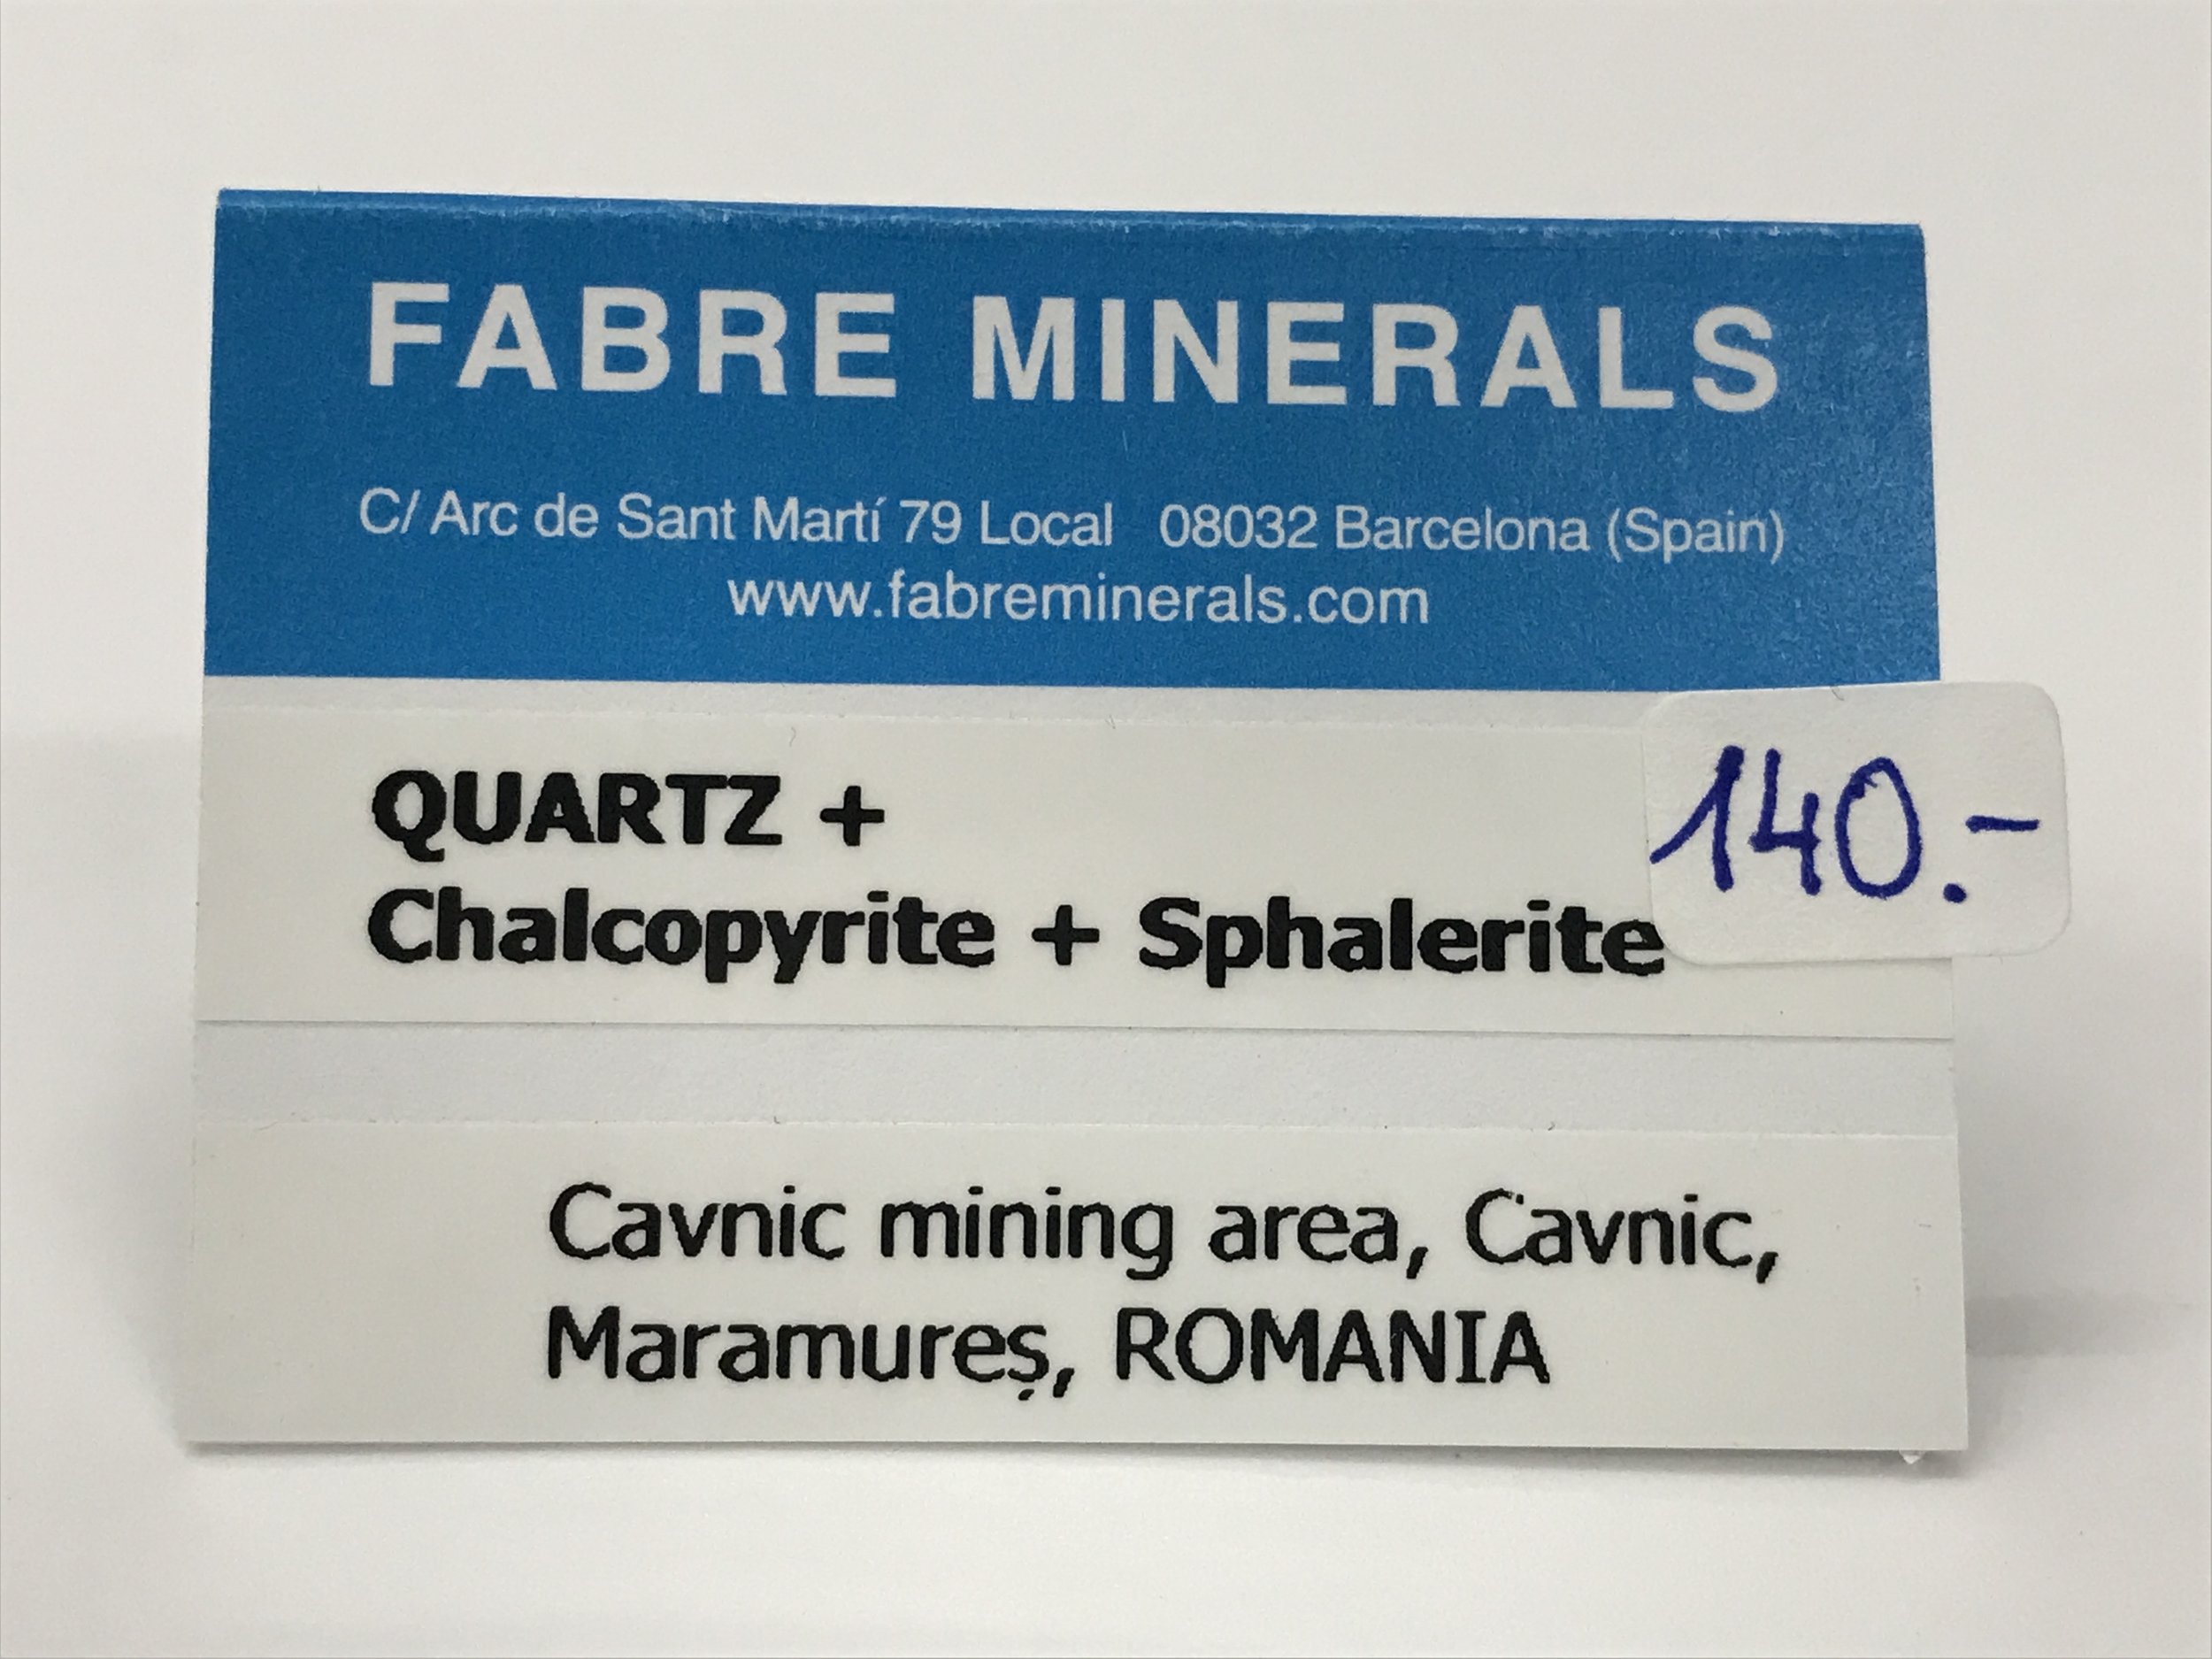 FABRE MINERALS
C/ Arc de Sant Martí 79 Local   08032 Barcelona (Spain)
www.fabreminerals.com
QUARTZ +
140.-
Chalcopyrite + Sphalerite
Cavnic mining area, Cavnic,
Maramureș, ROMANIA